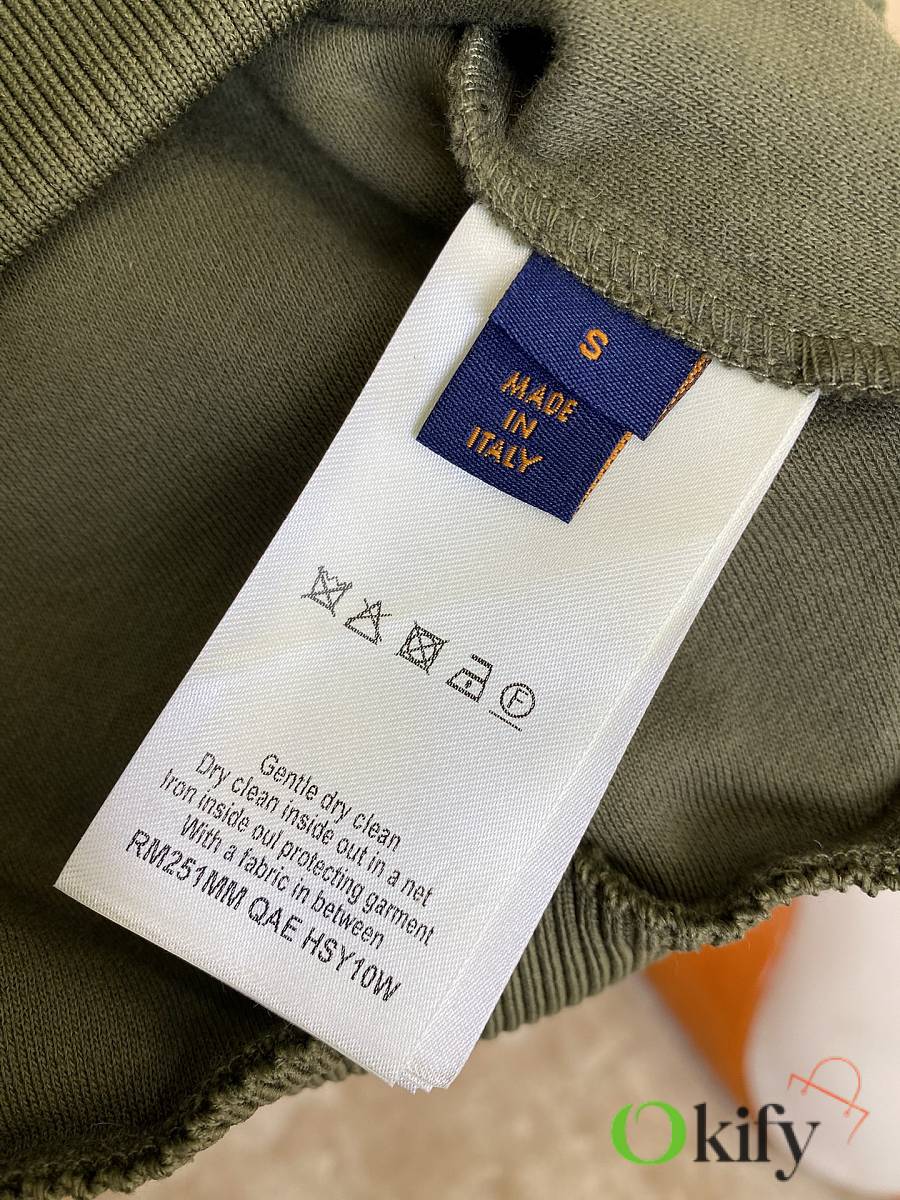 S
MADE
IN
ITALY
F
Gentle dry clean
Dry clean inside out in a net
Iron inside oul protecting garment
With a fabric in between
RM251MM QAE HSY10W
Okify